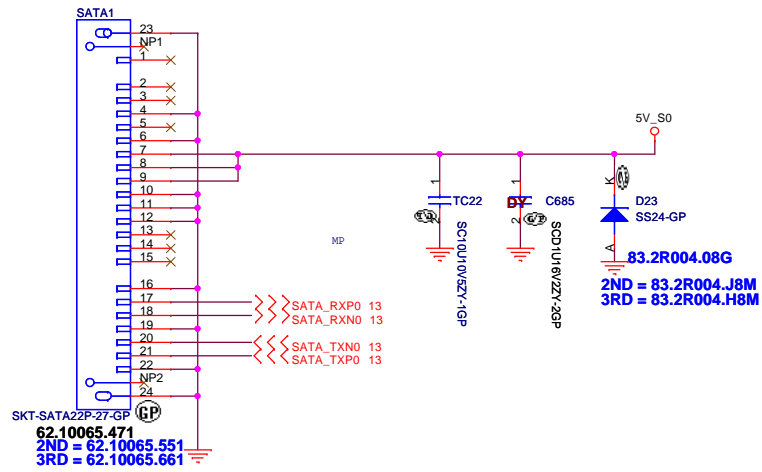 SATA1
23
NP1
1
2
3
4
5
6
7
8
9
10
11
12
13
14
15
16
17
18
19
20
21
22
NP2
24
SKT-SATA22P-27-GP
GP
62.10065.471
2ND = 62.10065.551
3RD = 62.10065.661
SATA_RXP0 13
SATA_RXN0 13
SATA_TXN0 13
SATA_TXP0 13
MP
1
TC22
2
SC10U10V5ZY-1GP
1
DY
C685
2
GP
SCD1U16V2ZY-2GP
5V_S0
K
D23
SS24-GP
A
83.2R004.08G
2ND = 83.2R004.J8M
3RD = 83.2R004.H8M